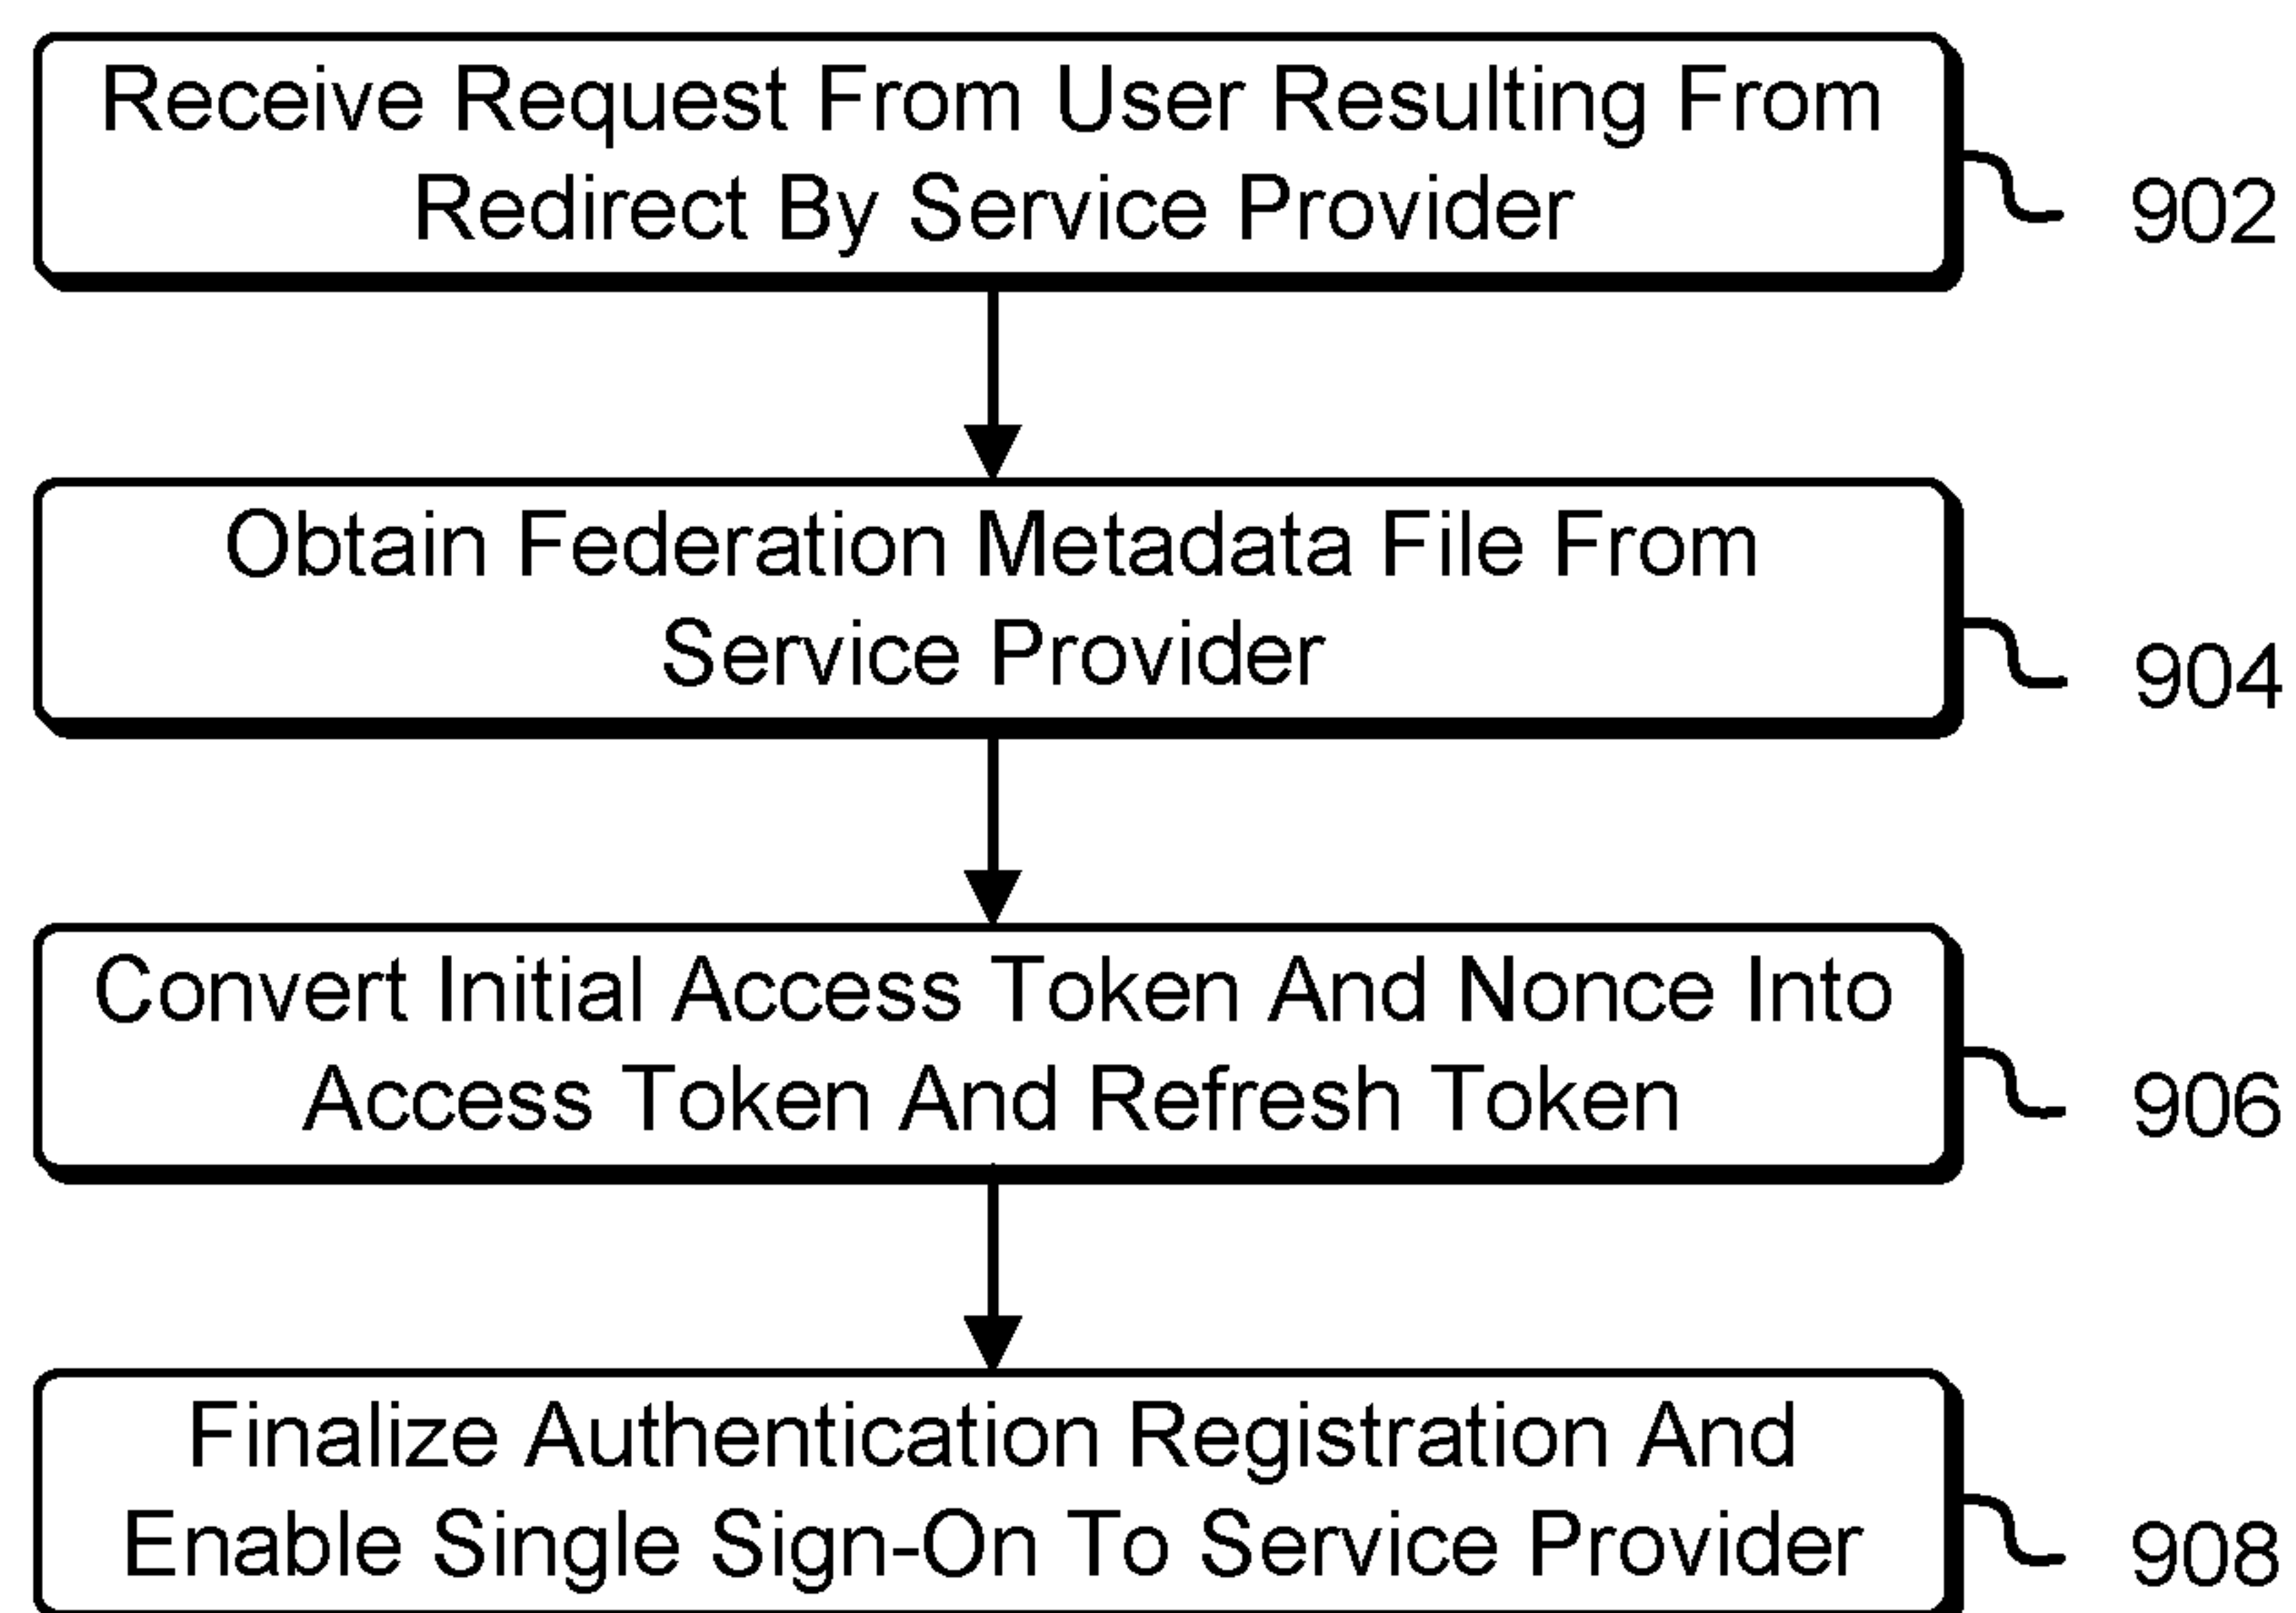 Receive Request From User Resulting From
Redirect By Service Provider
902
Obtain Federation Metadata File From
Service Provider
904
Convert Initial Access Token And Nonce Into
Access Token And Refresh Token
906
Finalize Authentication Registration And
Enable Single Sign-On To Service Provider
908